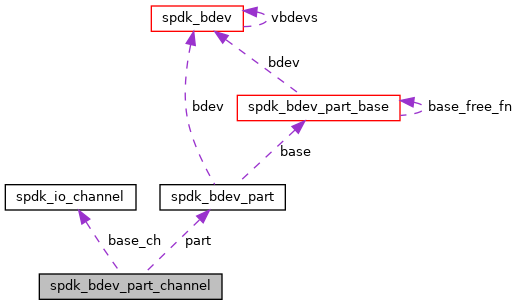 spdk_bdev
vbdevs
bdev
bdev
spdk_bdev_part_base
base_free_fn
base
spdk_io_channel
spdk_bdev_part
base_ch
part
spdk_bdev_part_channel